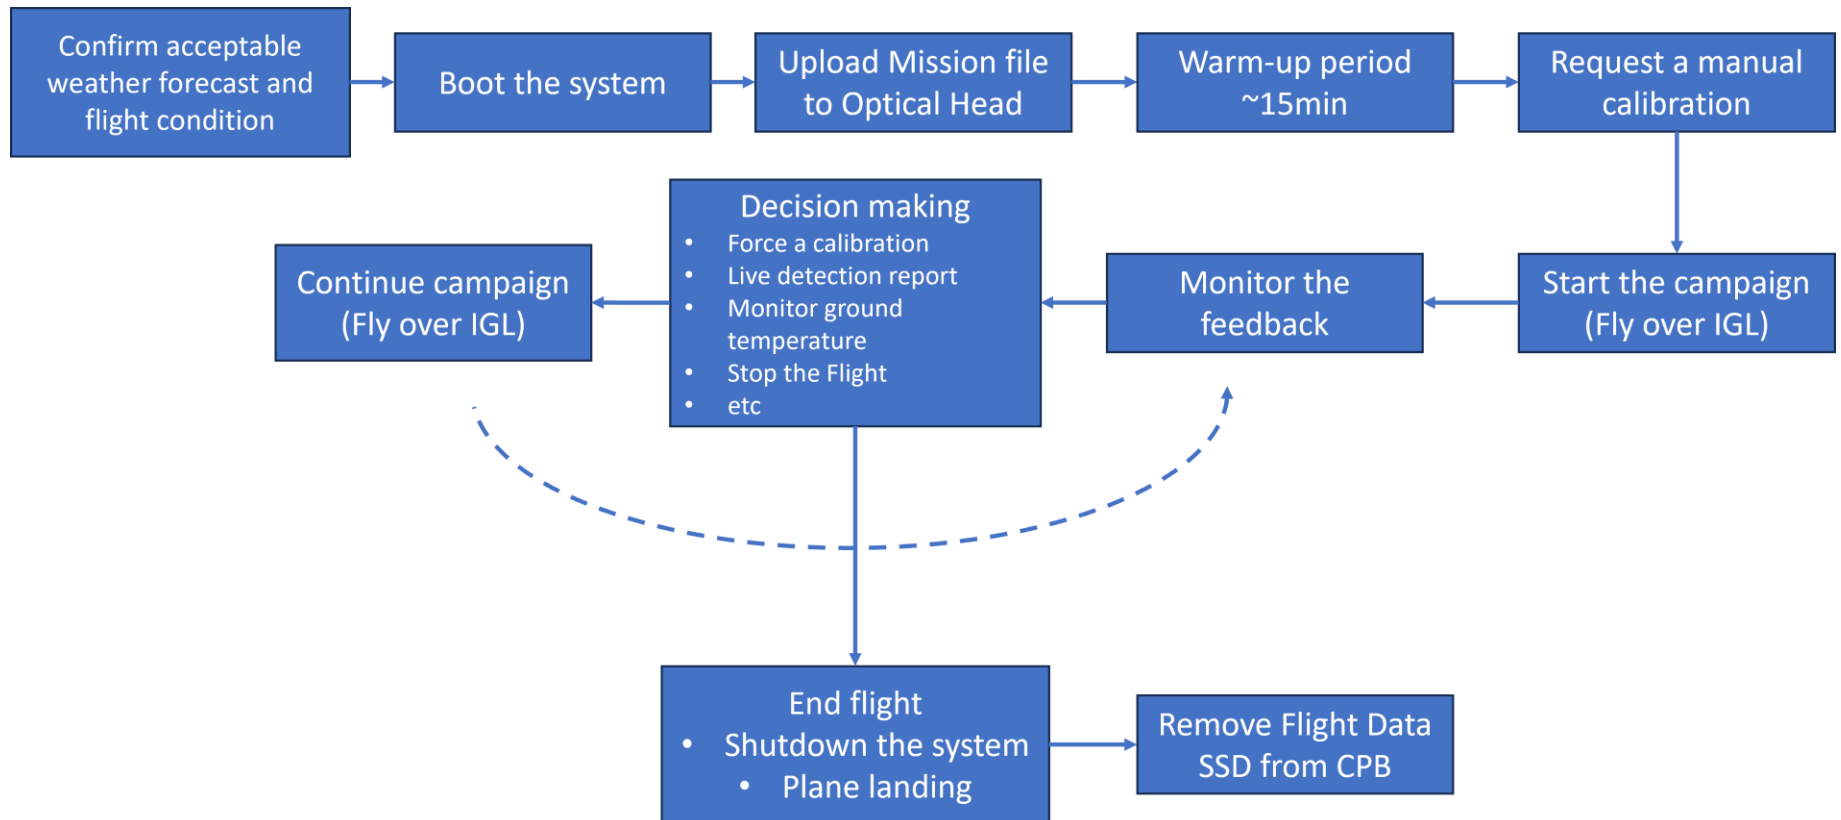 Confirm acceptable
weather forecast and
flight condition
Boot the system
Upload Mission file
to Optical Head
Warm-up period
~15min
Request a manual
calibration
Start the campaign
(Fly over IGL)
Monitor the
feedback
Decision making
• Force a calibration
• Live detection report
• Monitor ground
temperature
• Stop the Flight
• etc
Continue campaign
(Fly over IGL)
End flight
• Shutdown the system
• Plane landing
Remove Flight Data
SSD from CPB